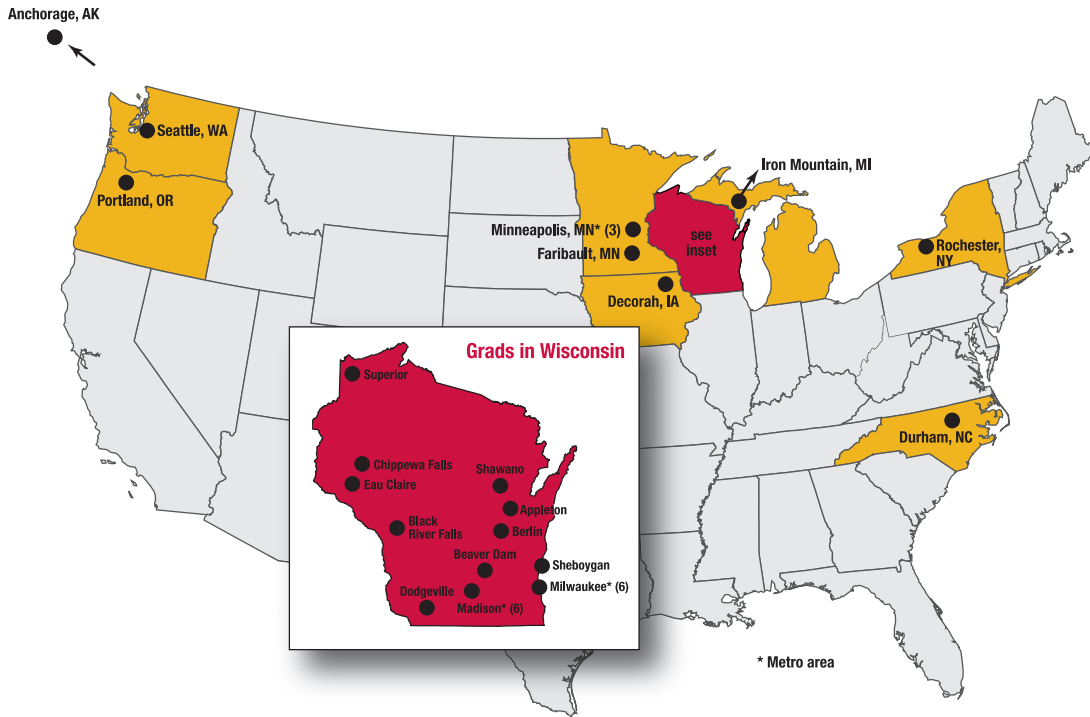 Anchorage, AK
Seattle, WA
Portland, OR
Minneapolis, MN* (3)
Faribault, MN
Decorah, IA
see
inset
Iron Mountain, MI
Rochester,
NY
Durham, NC
Grads in Wisconsin
Superior
Chippewa Falls
Eau Claire
Shawano
Appleton
Black
River Falls
Berlin
Beaver Dam
Sheboygan
Dodgeville
Milwaukee* (6)
Madison* (6)
* Metro area